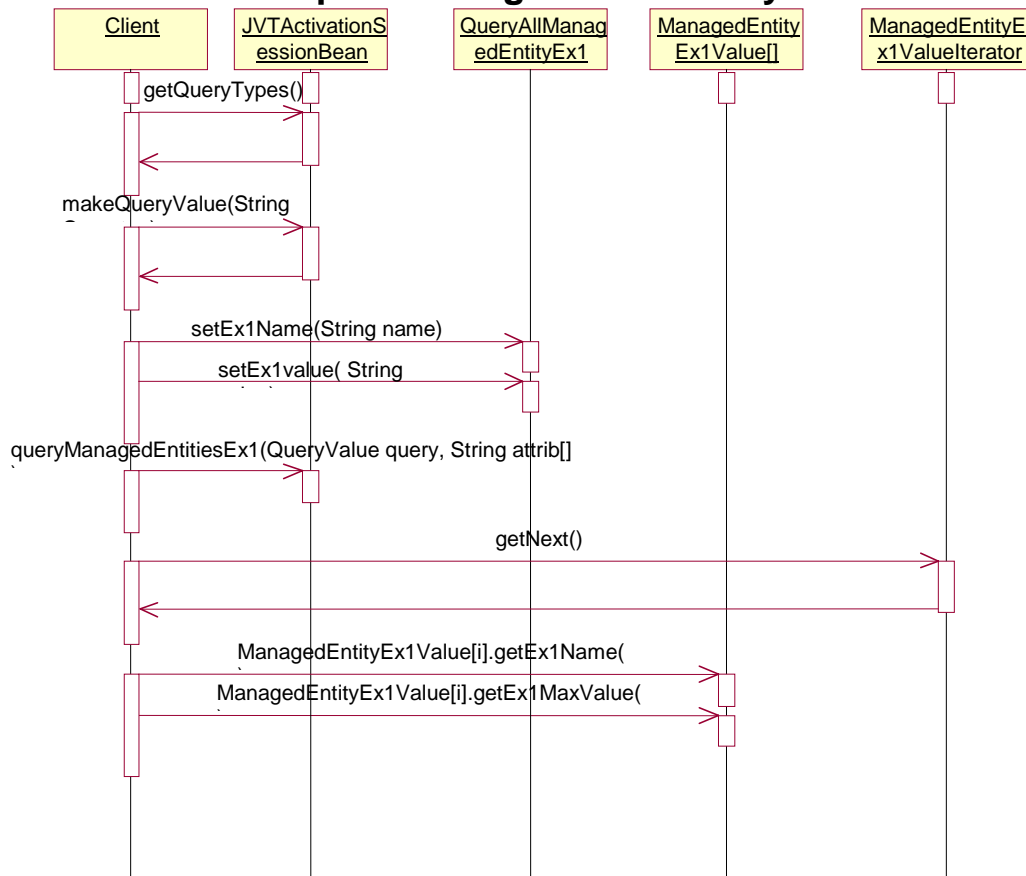 Client
JVTActivationS
essionBean
QueryAllManag
edEntityEx1
ManagedEntity
Ex1Value[]
ManagedEntityE
x1ValueIterator
getQueryTypes()
makeQueryValue(String
setEx1Name(String name)
setEx1value( String
queryManagedEntitiesEx1(QueryValue query, String attrib[]
getNext()
ManagedEntityEx1Value[i].getEx1Name(
ManagedEntityEx1Value[i].getEx1MaxValue(